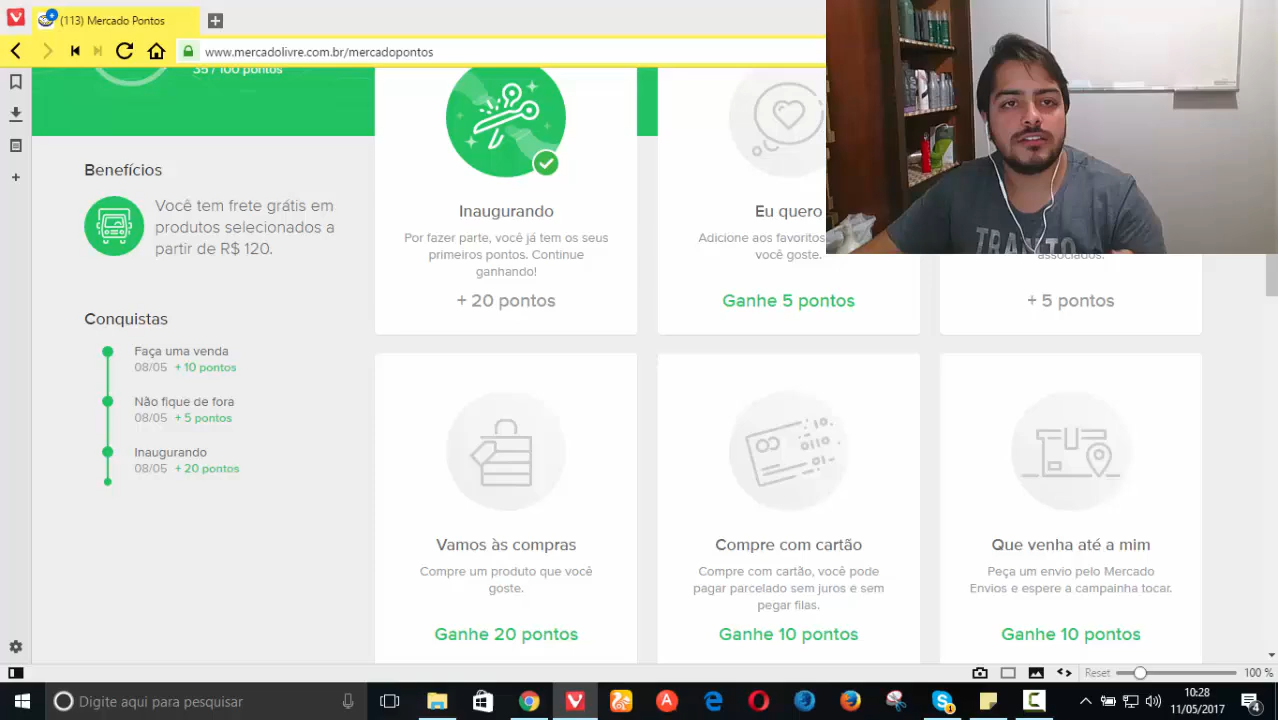 (113) Mercado Pontos
www.mercadolivre.com.br/mercadopontos
35 / 100 pontos
Benefícios
Você tem frete grátis em
produtos selecionados a
partir de R$ 120.
Conquistas
Faça uma venda
08/05 + 10 pontos
Não fique de fora
08/05 + 5 pontos
Inaugurando
08/05 + 20 pontos
Inaugurando
Por fazer parte, você já tem os seus
primeiros pontos. Continue
ganhando!
+ 20 pontos
Eu quero
Adicione aos favoritos
você goste.
Ganhe 5 pontos
associados.
+ 5 pontos
Vamos às compras
Compre um produto que você
goste.
Ganhe 20 pontos
Compre com cartão
Compre com cartão, você pode
pagar parcelado sem juros e sem
pegar filas.
Ganhe 10 pontos
Que venha até a mim
Peça um envio pelo Mercado
Envios e espere a campainha tocar.
Ganhe 10 pontos
Reset
100 %
Digite aqui para pesquisar
10:28
11/05/2017